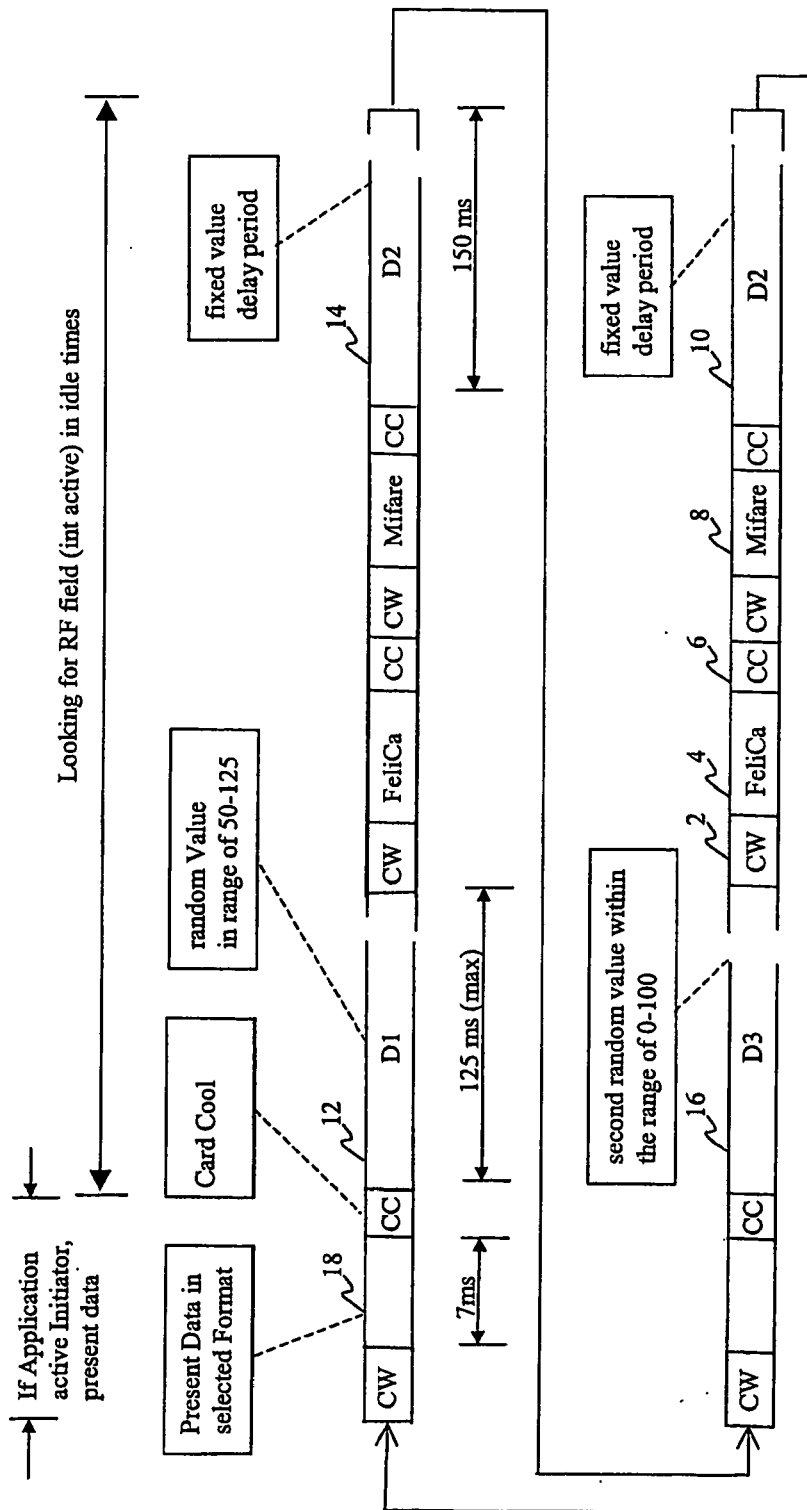 If Application
active Initiator,
present data
Looking for RF field (int active) in idle times
Present Data in
selected Format
Card Cool
random Value
in range of 50-125
fixed value
delay period
18
12
14
CW
CC
D1
CW
FeliCa
CC
CW
Mifare
CC
D2
7ms
125 ms (max)
150 ms
second random value within
the range of 0-100
fixed value
delay period
16
2
4
6
8
10
CW
CC
D3
CW
FeliCa
CC
CW
Mifare
CC
D2